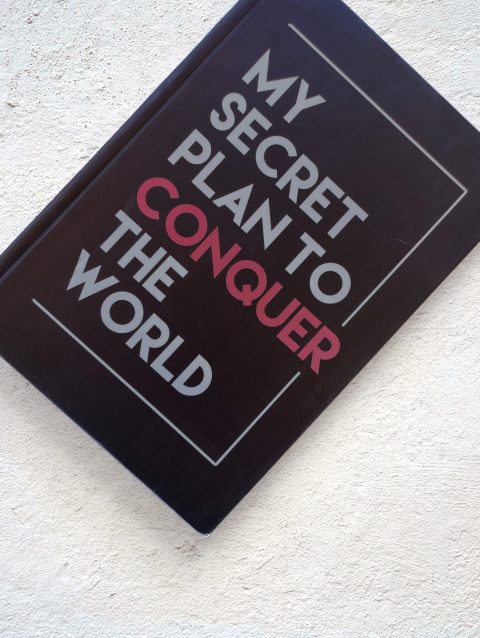 MY
SECRET
PLAN TO
CONQUER
THE
WORLD